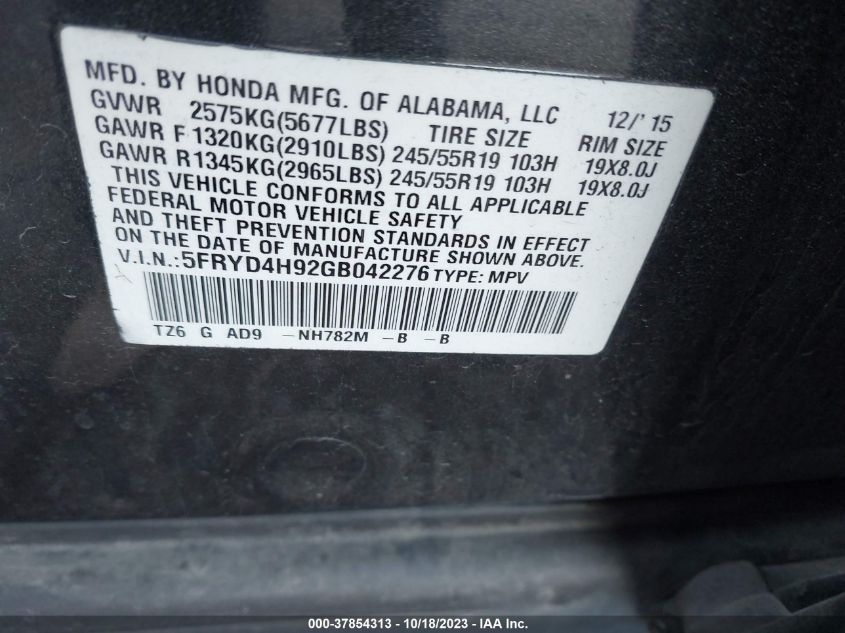 MFD. BY HONDA MFG. OF ALABAMA, LLC 12/'15
GVWR 2575KG(5677LBS) TIRE SIZE RIM SIZE
GAWR F1320KG(2910LBS) 245/55R19 103H 19X8.0J
GAWR R1345KG(2965LBS) 245/55R19 103H 19X8.0J
THIS VEHICLE CONFORMS TO ALL APPLICABLE
FEDERAL MOTOR VEHICLE SAFETY
AND THEFT PREVENTION STANDARDS IN EFFECT
ON THE DATE OF MANUFACTURE SHOWN ABOVE.
V.I.N.:5FRYD4H92GB042276 TYPE: MPV
TZ6 G AD9 -NH782M -B -B
000-37854313 - 10/18/2023 - IAA Inc.